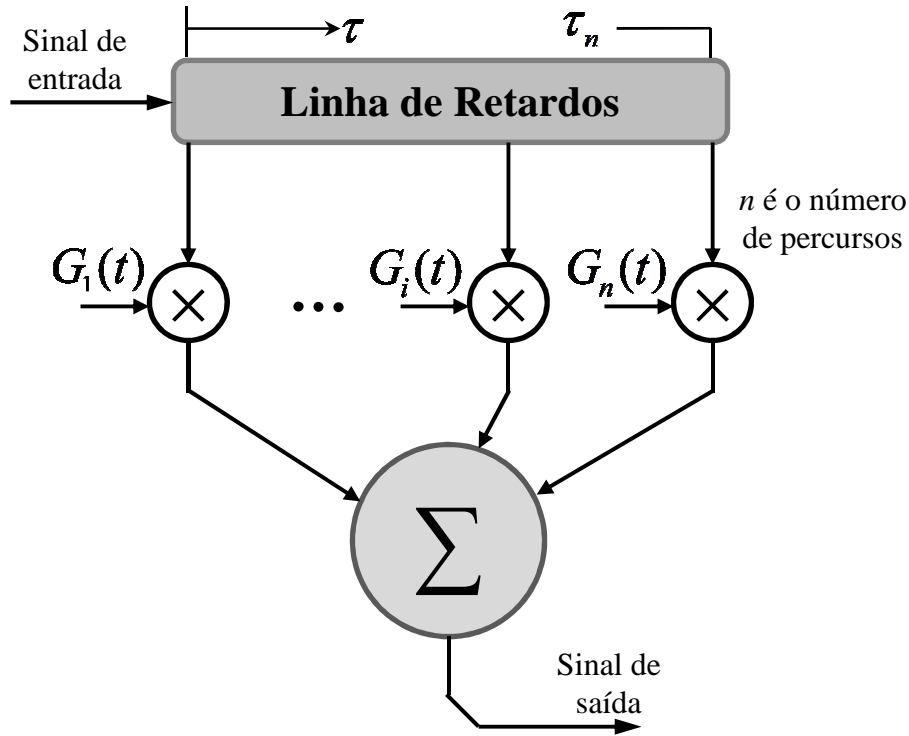 τ
τₙ
Sinal de
entrada
Linha de Retardos
n é o número
de percursos
G₁(t)
...
Gᵢ(t)
Gₙ(t)
×
×
×
Σ
Sinal de
saída